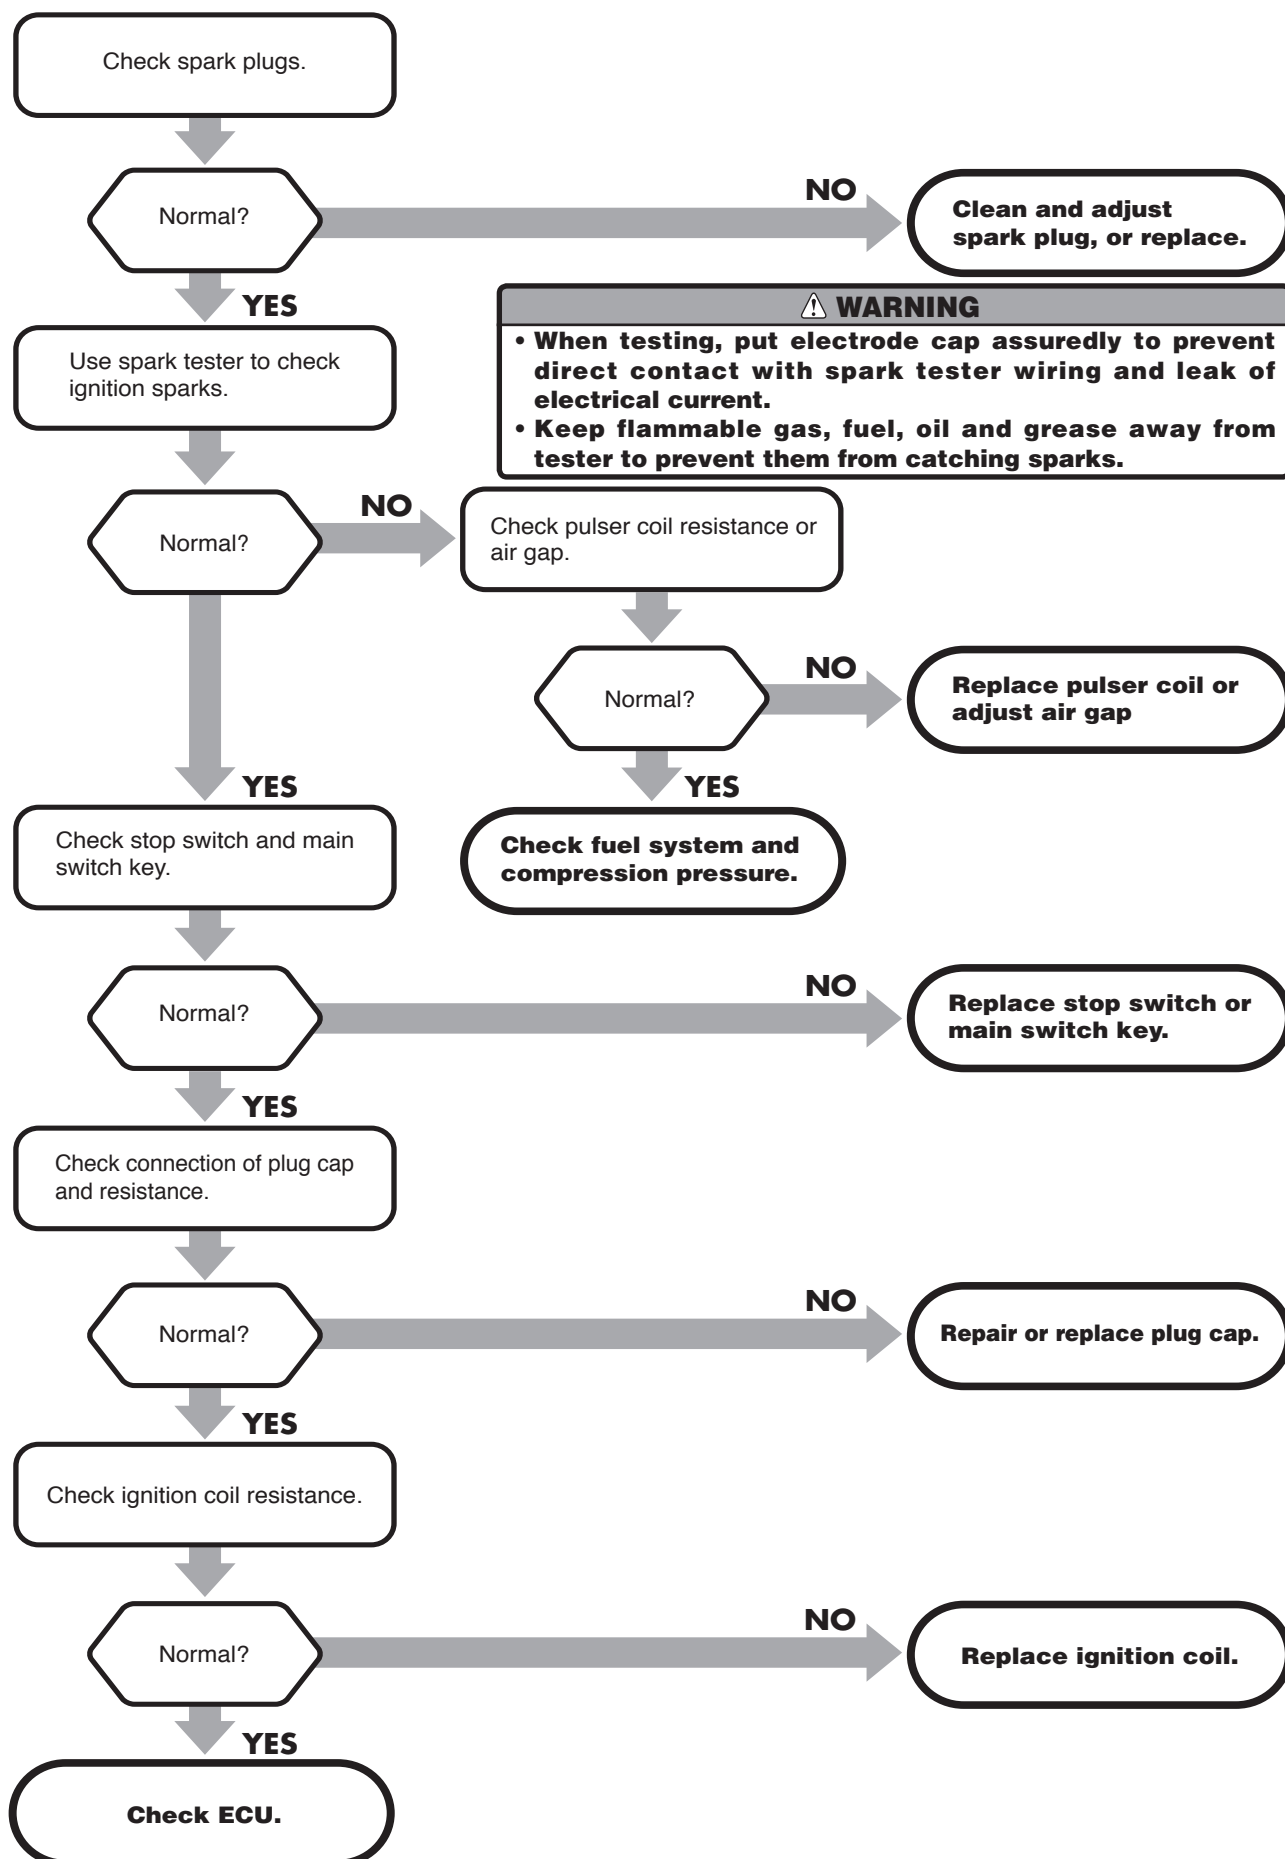 Check spark plugs.
Normal?
NO
Clean and adjust
spark plug, or replace.
YES
WARNING
• When testing, put electrode cap assuredly to prevent
direct contact with spark tester wiring and leak of
electrical current.
• Keep flammable gas, fuel, oil and grease away from
tester to prevent them from catching sparks.
Use spark tester to check
ignition sparks.
Normal?
NO
Check pulser coil resistance or
air gap.
Normal?
NO
Replace pulser coil or
adjust air gap
YES
Check fuel system and
compression pressure.
YES
Check stop switch and main
switch key.
Normal?
NO
Replace stop switch or
main switch key.
YES
Check connection of plug cap
and resistance.
Normal?
NO
Repair or replace plug cap.
YES
Check ignition coil resistance.
Normal?
NO
Replace ignition coil.
YES
Check ECU.